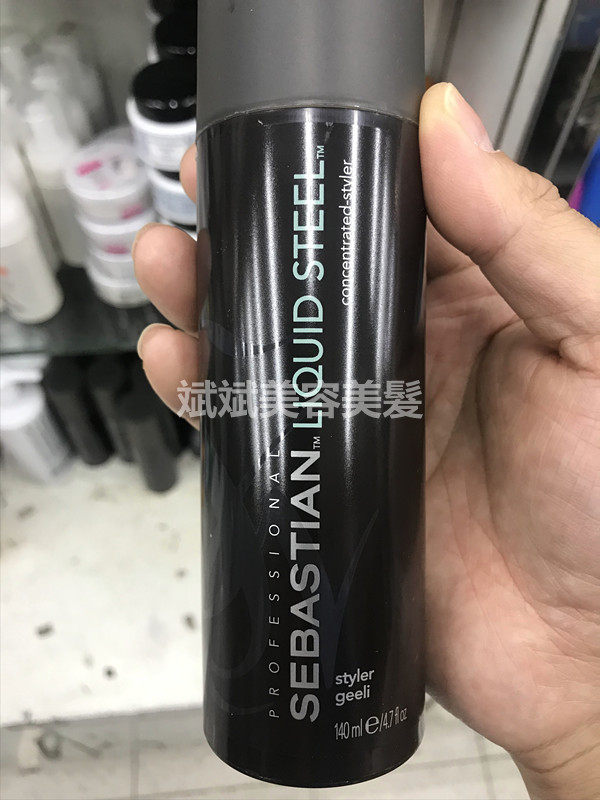 PROFESSIONAL
SEBASTIAN™ LIQUID STEEL™
concentrated-styler
styler
geeli
140 ml ℮/4.7 fl oz
斌斌美容美髮